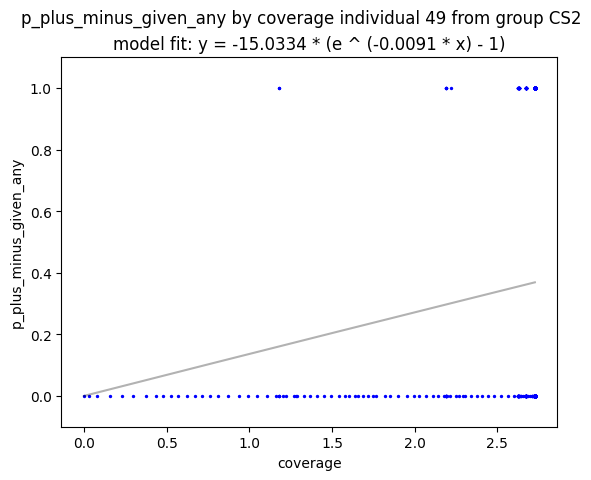 p_plus_minus_given_any by coverage individual 49 from group CS2
model fit: y = -15.0334 * (e ^ (-0.0091 * x) - 1)
1.0
0.8
0.6
0.4
0.2
0.0
p_plus_minus_given_any
0.0 0.5 1.0 1.5 2.0 2.5
coverage